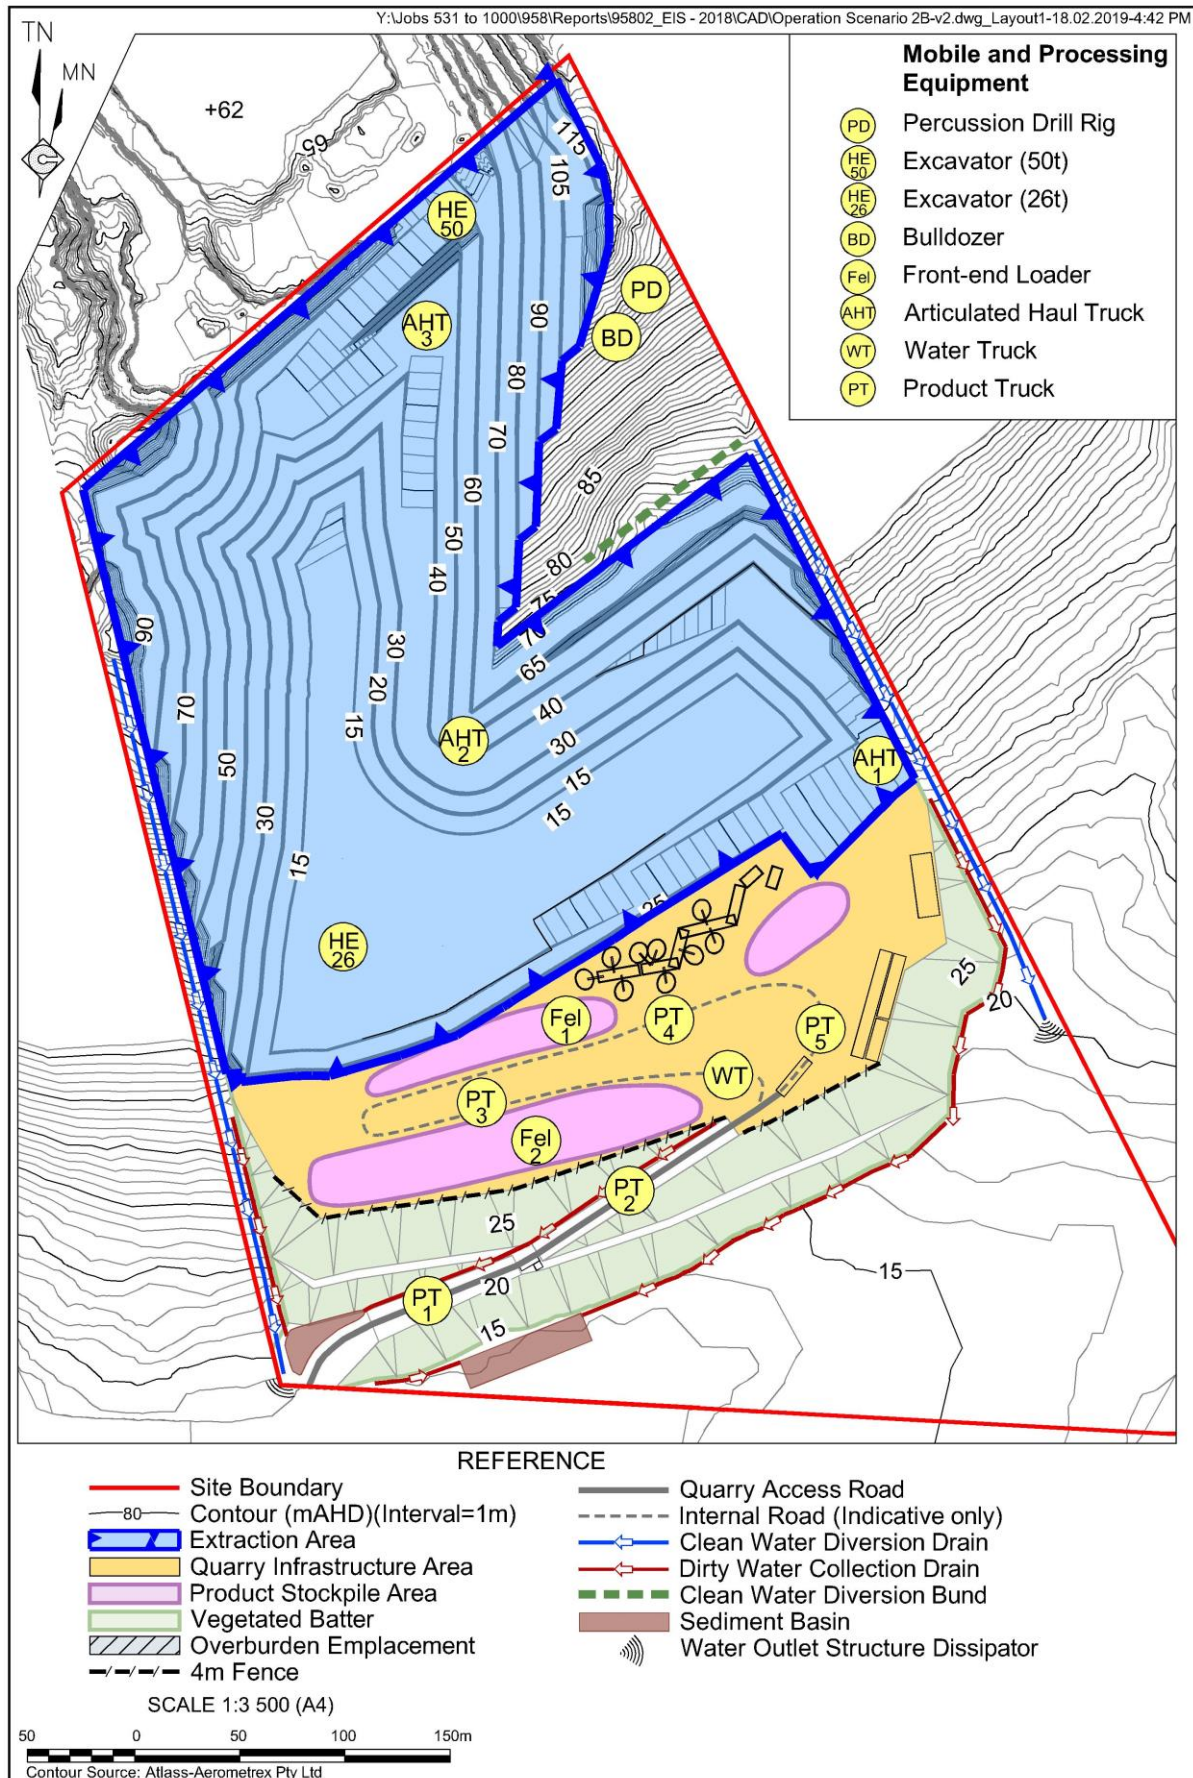 Y:\Jobs 531 to 1000\958\Reports\95802_EIS - 2018\CAD\Operation Scenario 2B-v2.dwg_Layout1-18.02.2019-4:42 PM
TN
MN
Mobile and Processing
Equipment
PD Percussion Drill Rig
HE 50 Excavator (50t)
HE 26 Excavator (26t)
BD Bulldozer
Fel Front-end Loader
AHT Articulated Haul Truck
WT Water Truck
PT Product Truck
+62
65
115
105
HE
50
PD
AHT
3
90
BD
80
70
60
85
50
80
40
75
70
90
65
30
20
40
70
15
AHT
2
30
AHT
1
50
15
30
15
15
25
HE
26
25
20
Fel
1
PT
4
PT
5
WT
PT
3
Fel
2
PT
2
25
15
20
PT
1
15
REFERENCE
Site Boundary
80 Contour (mAHD)(Interval=1m)
Extraction Area
Quarry Infrastructure Area
Product Stockpile Area
Vegetated Batter
Overburden Emplacement
4m Fence
Quarry Access Road
Internal Road (Indicative only)
Clean Water Diversion Drain
Dirty Water Collection Drain
Clean Water Diversion Bund
Sediment Basin
Water Outlet Structure Dissipator
SCALE 1:3 500 (A4)
50 0 50 100 150m
Contour Source: Atlass-Aerometrex Pty Ltd